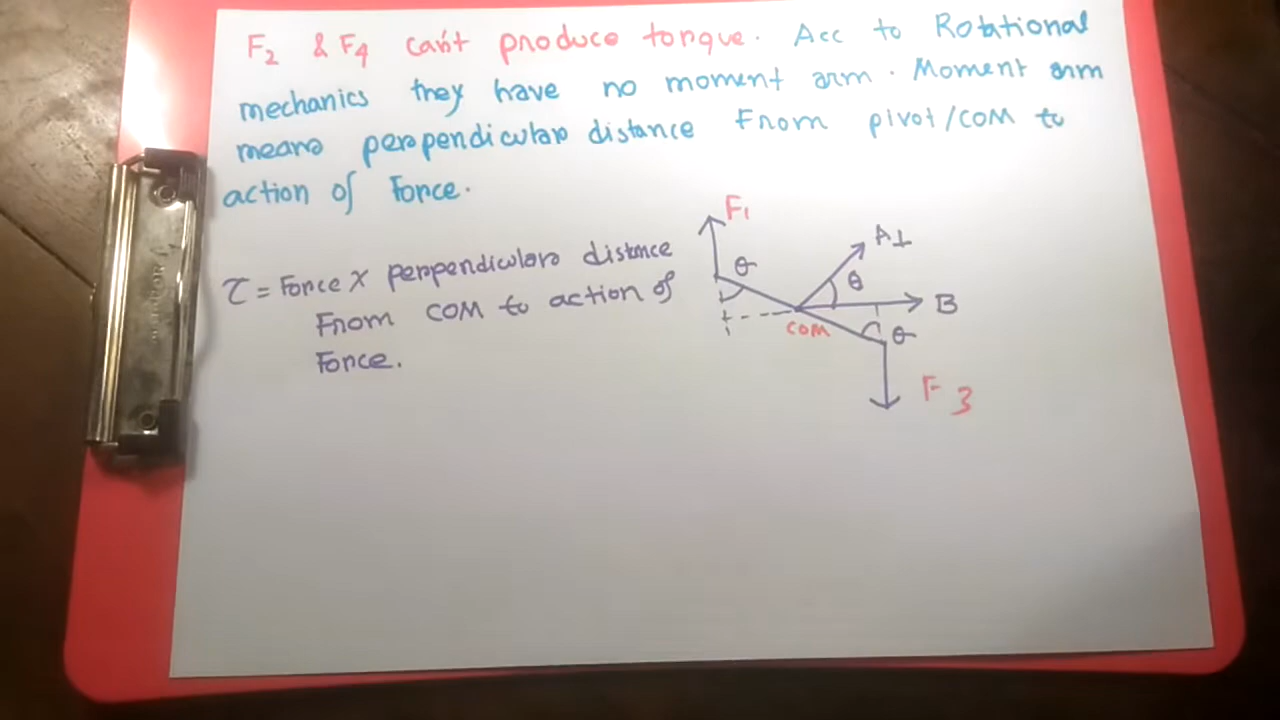 F2 & F4 can't produce torque. Acc to Rotational
mechanics they have no moment arm. Moment arm
means perpendicular distance From pivot/COM to
action of Force.
τ = Force X perpendicular distance
From COM to action of
Force.
F1
θ
A⊥
θ
B
COM
θ
F3